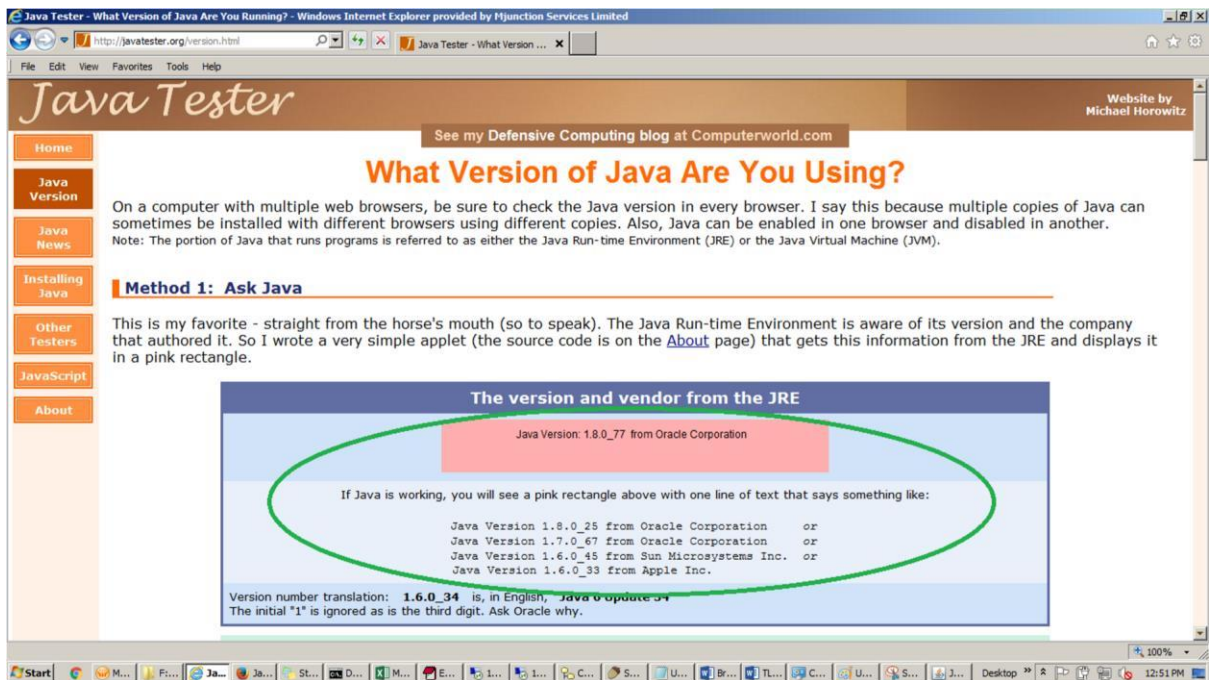 Java Tester - What Version of Java Are You Running? - Windows Internet Explorer provided by Mjunction Services Limited
http://javatester.org/version.html
Java Tester - What Version ...
File Edit View Favorites Tools Help
Java Tester
Website by
Michael Horowitz
See my Defensive Computing blog at Computerworld.com
Home
Java
Version
Java
News
Installing
Java
Other
Testers
JavaScript
About
What Version of Java Are You Using?
On a computer with multiple web browsers, be sure to check the Java version in every browser. I say this because multiple copies of Java can
sometimes be installed with different browsers using different copies. Also, Java can be enabled in one browser and disabled in another.
Note: The portion of Java that runs programs is referred to as either the Java Run-time Environment (JRE) or the Java Virtual Machine (JVM).
Method 1: Ask Java
This is my favorite - straight from the horse's mouth (so to speak). The Java Run-time Environment is aware of its version and the company
that authored it. So I wrote a very simple applet (the source code is on the About page) that gets this information from the JRE and displays it
in a pink rectangle.
The version and vendor from the JRE
Java Version: 1.8.0_77 from Oracle Corporation
If Java is working, you will see a pink rectangle above with one line of text that says something like:
Java Version 1.8.0_25 from Oracle Corporation or
Java Version 1.7.0_67 from Oracle Corporation or
Java Version 1.6.0_45 from Sun Microsystems Inc. or
Java Version 1.6.0_33 from Apple Inc.
Version number translation: 1.6.0_34 is, in English, Java 6 Update 34
The initial "1" is ignored as is the third digit. Ask Oracle why.
100%
Start M... F:... Ja... Ja... St... D... M... E... 1... 1... C... S... U... Br... TL... C... U... S... J... Desktop » 12:51 PM